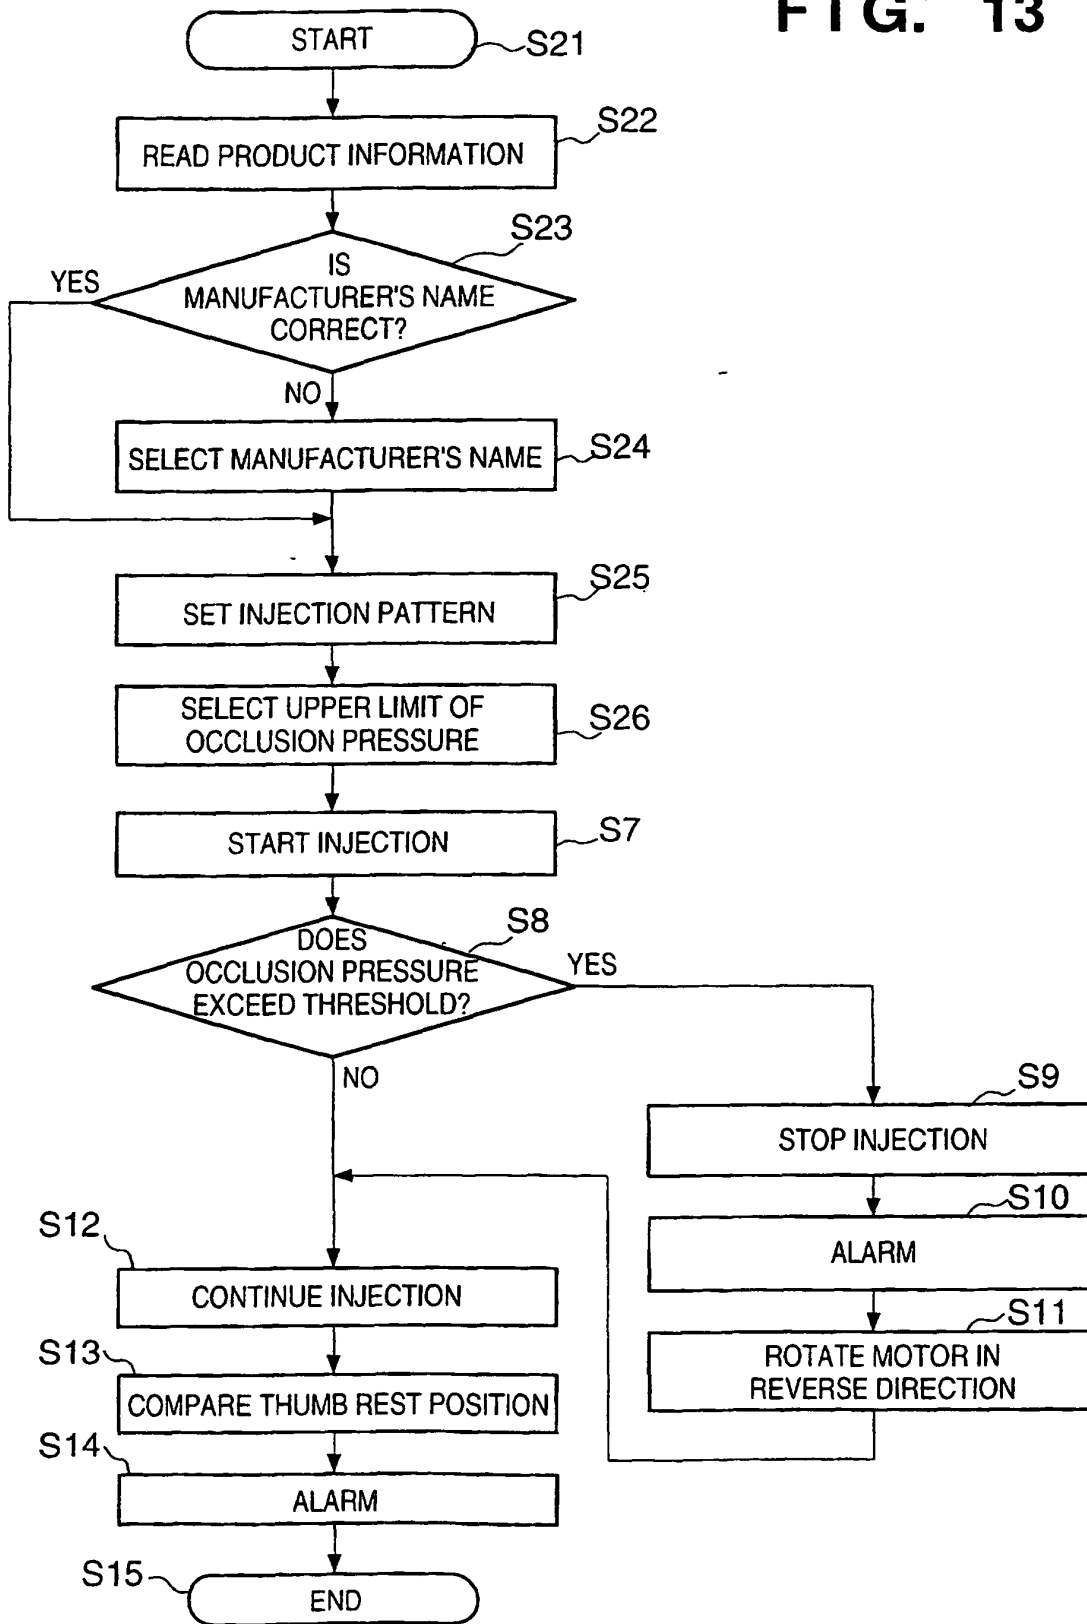 FIG. 13
START
S21
READ PRODUCT INFORMATION
S22
IS
MANUFACTURER'S NAME
CORRECT?
S23
YES
NO
SELECT MANUFACTURER'S NAME
S24
SET INJECTION PATTERN
S25
SELECT UPPER LIMIT OF
OCCLUSION PRESSURE
S26
START INJECTION
S7
DOES
OCCLUSION PRESSURE
EXCEED THRESHOLD?
S8
YES
NO
STOP INJECTION
S9
ALARM
S10
ROTATE MOTOR IN
REVERSE DIRECTION
S11
S12
CONTINUE INJECTION
S13
COMPARE THUMB REST POSITION
S14
ALARM
S15
END